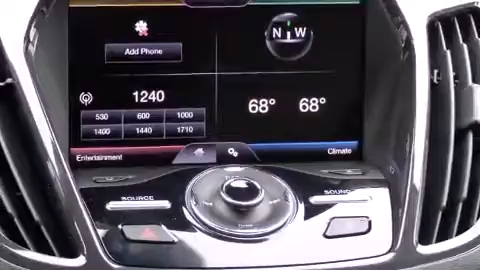 Add Phone
N W
1240
530 600 1000
1400 1440 1710
68° 68°
Entertainment
Climate
SOURCE
SOUND